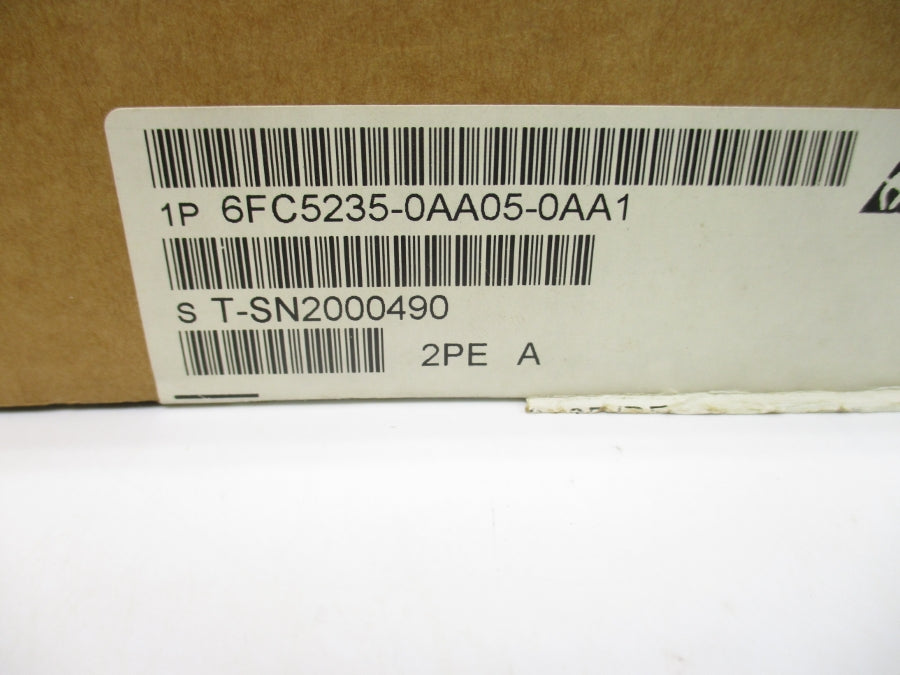 1P 6FC5235-0AA05-0AA1
S T-SN2000490
2PE A